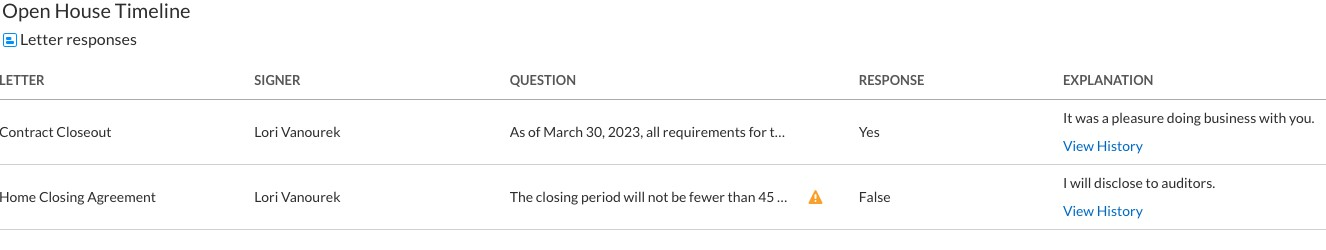 Open House Timeline
Letter responses
LETTER SIGNER QUESTION RESPONSE EXPLANATION
Contract Closeout Lori Vanourek As of March 30, 2023, all requirements for t... Yes It was a pleasure doing business with you.
View History
Home Closing Agreement Lori Vanourek The closing period will not be fewer than 45 ... False I will disclose to auditors.
View History